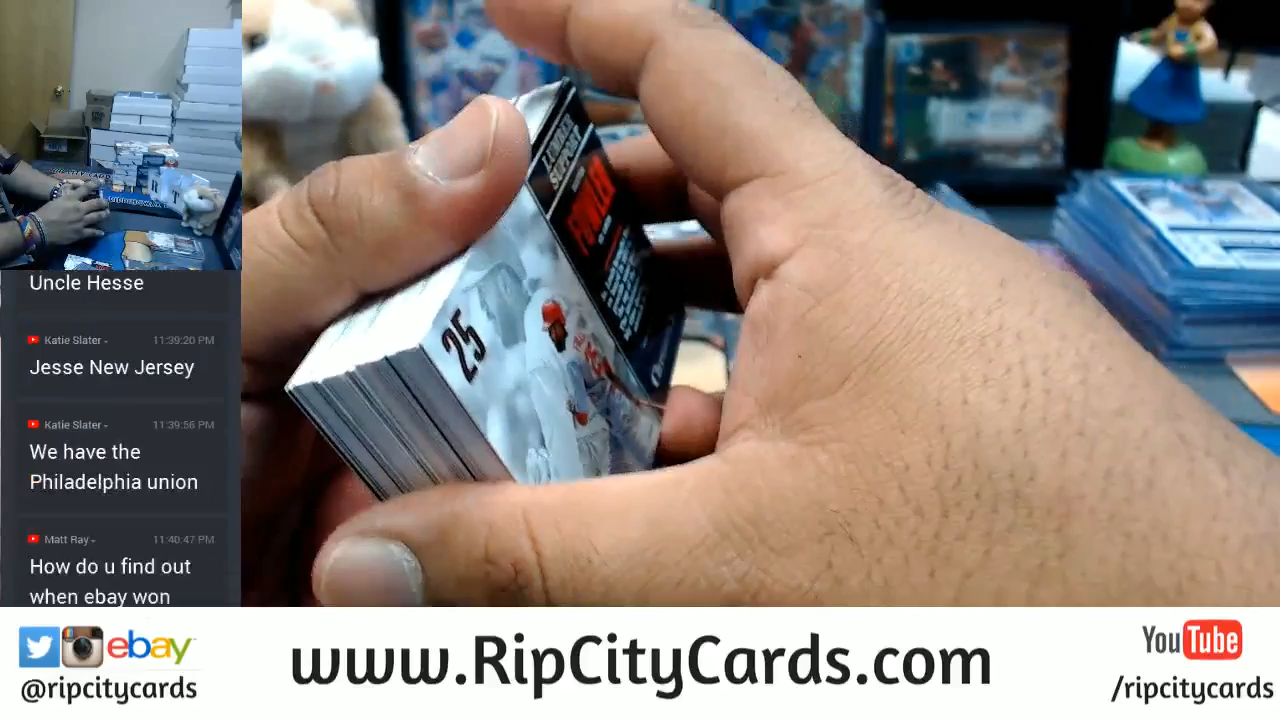 Uncle Hesse
Katie Slater -
11:39:20 PM
Jesse New Jersey
Katie Slater -
11:39:56 PM
We have the
Philadelphia union
Matt Ray -
11:40:47 PM
How do u find out
when ebay won
LUMBER
SUPPORT
FOWLER
25
ebay
@ripcitycards
www.RipCityCards.com
YouTube
/ripcitycards